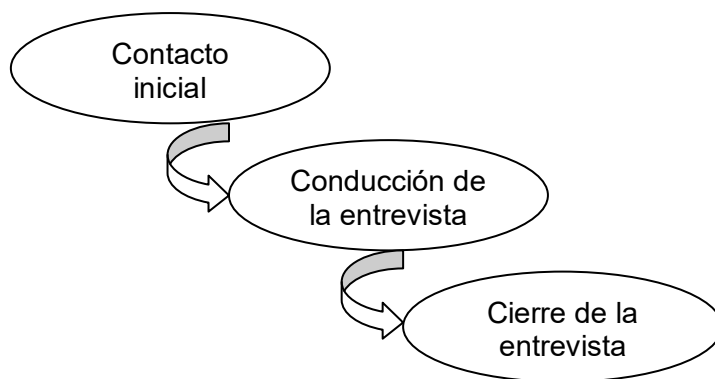 Contacto
inicial
Conducción de
la entrevista
Cierre de la
entrevista